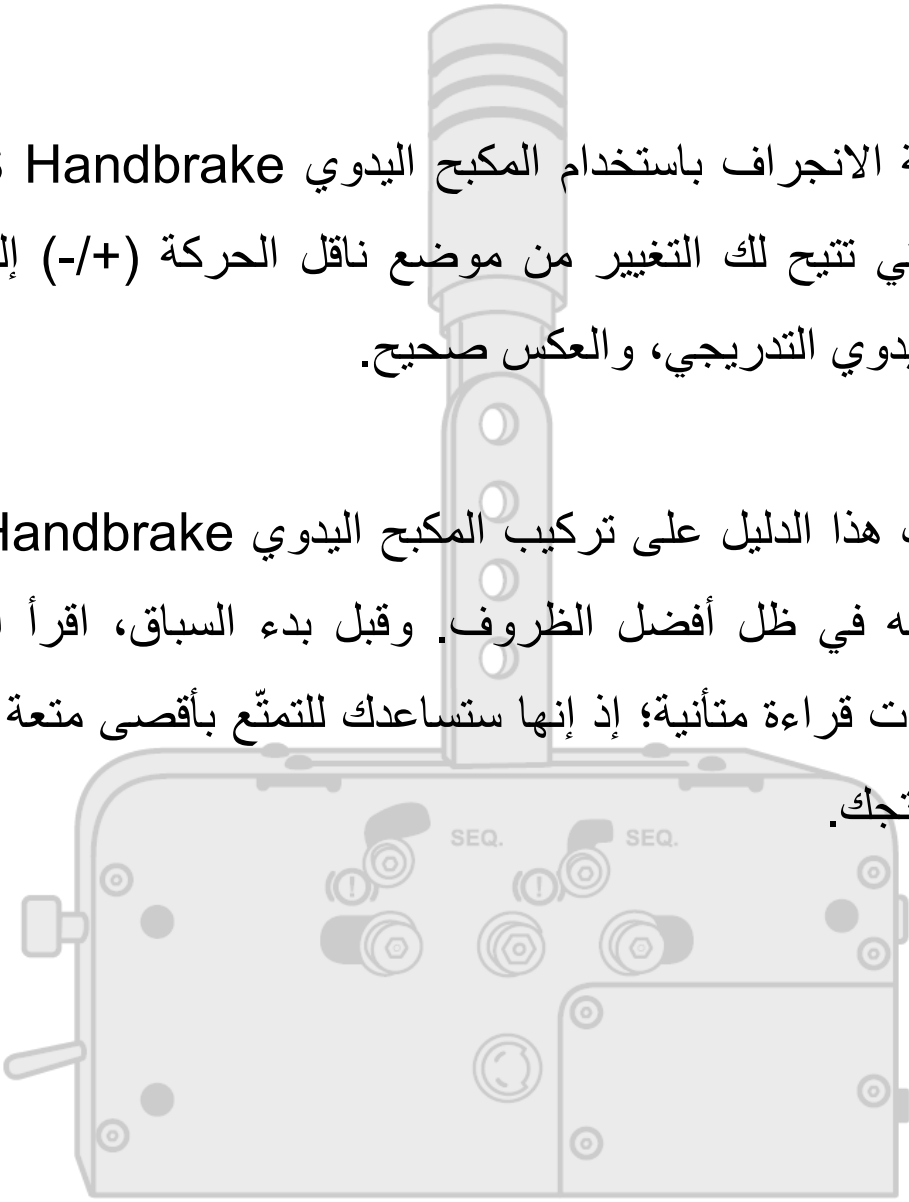 الانجراف باستخدام المكبح اليدوي Handbrake
تتيح لك التغيير من موضع ناقل الحركة (+/-)
التدريجي، والعكس صحيح.
هذا الدليل على تركيب المكبح اليدوي Handbrake
في ظل أفضل الظروف. وقبل بدء السباق، اقرأ
قراءة متأنية؛ إذ إنها ستساعدك للتمتّع بأقصى متعة
SEQ. SEQ.